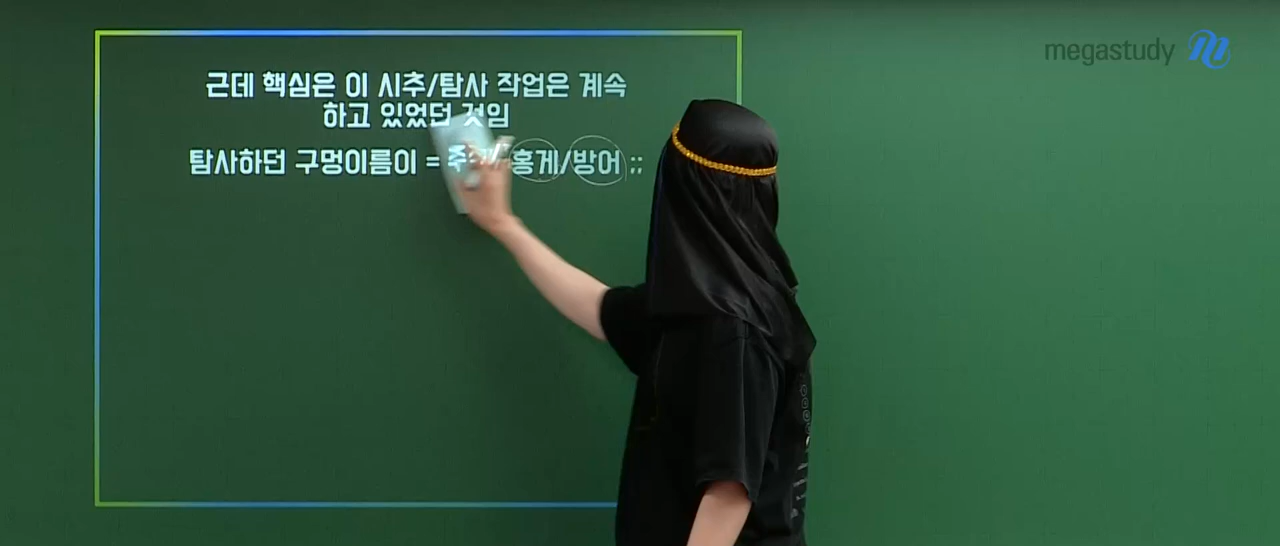 megastudy
근데 핵심은 이 시추/탐사 작업은 계속
하고 있었던 것임
탐사하던 구멍이름이 = 홍게/방어 ;;